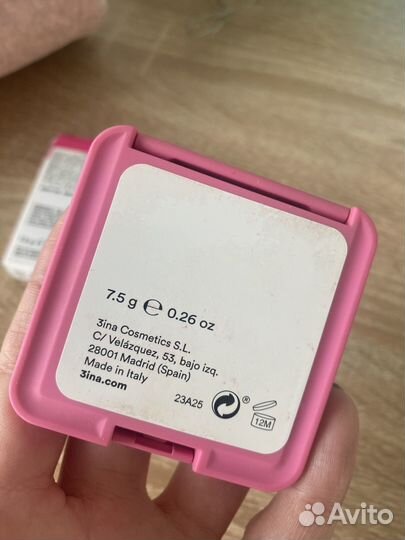 7.5 g ℮ 0.26 oz
3ina Cosmetics S.L.
C/ Velázquez, 53, bajo izq.
28001 Madrid (Spain)
Made in Italy
3ina.com
23A25
®
12M
Avito